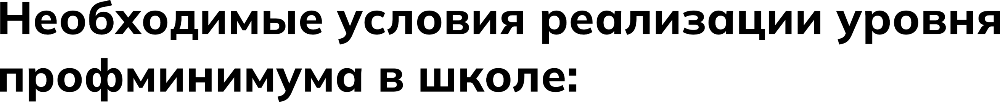 Необходимые условия реализации уровня
профминимума в школе: